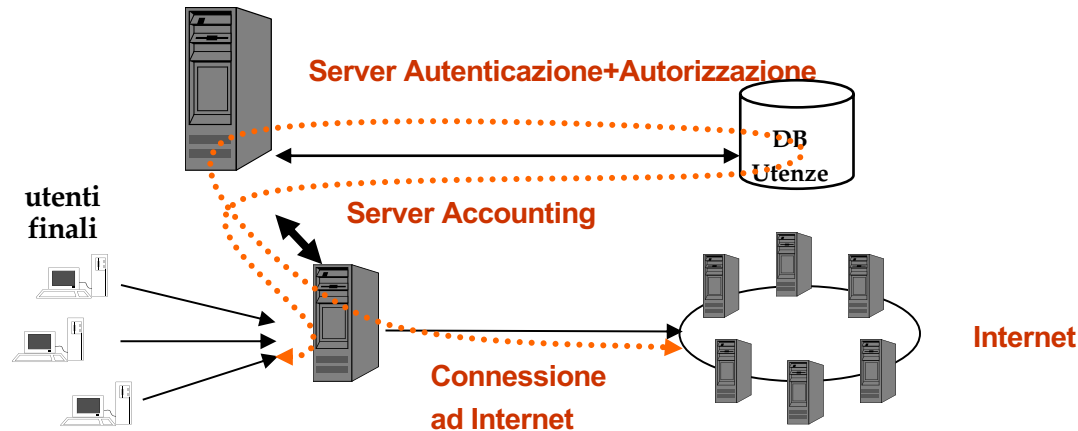 Server Autenticazione+Autorizzazione
DB
Utenze
utenti
finali
Server Accounting
Internet
Connessione
ad Internet